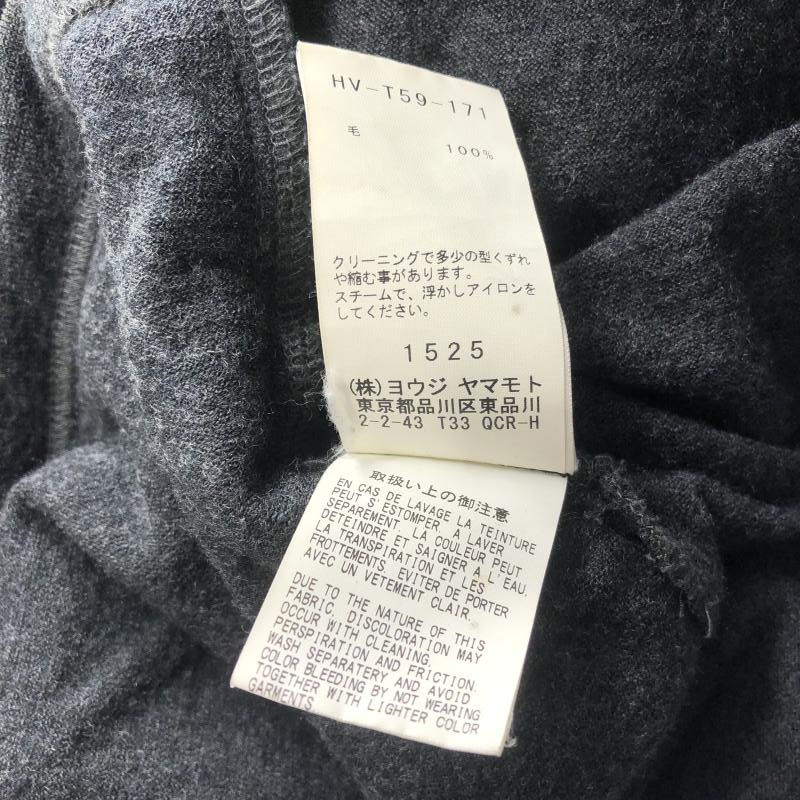 HV-T59-171
毛
100%
クリーニングで多少の型くずれ
や縮む事があります。
スチームで、浮かしアイロンを
してください。
1525
(株)ヨウジ ヤマモト
東京都品川区東品川
2-2-43 T33 QCR-H
取扱い上の御注意
EN CAS DE LAVAGE LA TEINTURE
PEUT S'ESTOMPER. A LAVER
SEPAREMENT. LA COULEUR PEUT
DETEINDRE ET SAIGNER A L'EAU.
LA TRANSPIRATION ET LES
FROTTEMENTS. EVITER DE PORTER
AVEC UN VETEMENT CLAIR.
DUE TO THE NATURE OF THIS
FABRIC. DISCOLORATION MAY
OCCUR WITH CLEANING.
PERSPIRATION AND FRICTION.
WASH SEPARATERY AND AVOID
COLOR BLEEDING BY NOT WEARING
TOGETHER WITH LIGHTER COLOR
GARMENTS.